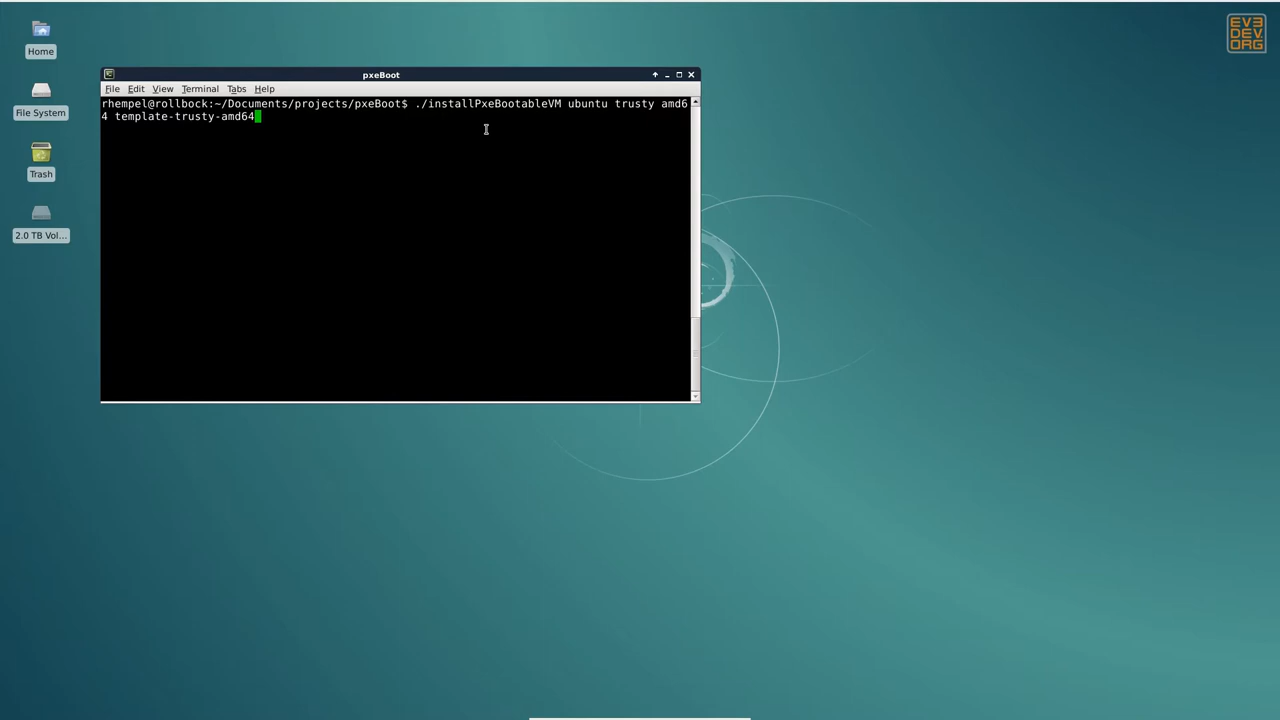 EV3
DEV
ORG
Home
File System
Trash
2.0 TB Vol...
pxeBoot
File Edit View Terminal Tabs Help
rhempel@rollbock:~/Documents/projects/pxeBoot$ ./installPxeBootableVM ubuntu trusty amd6
4 template-trusty-amd64